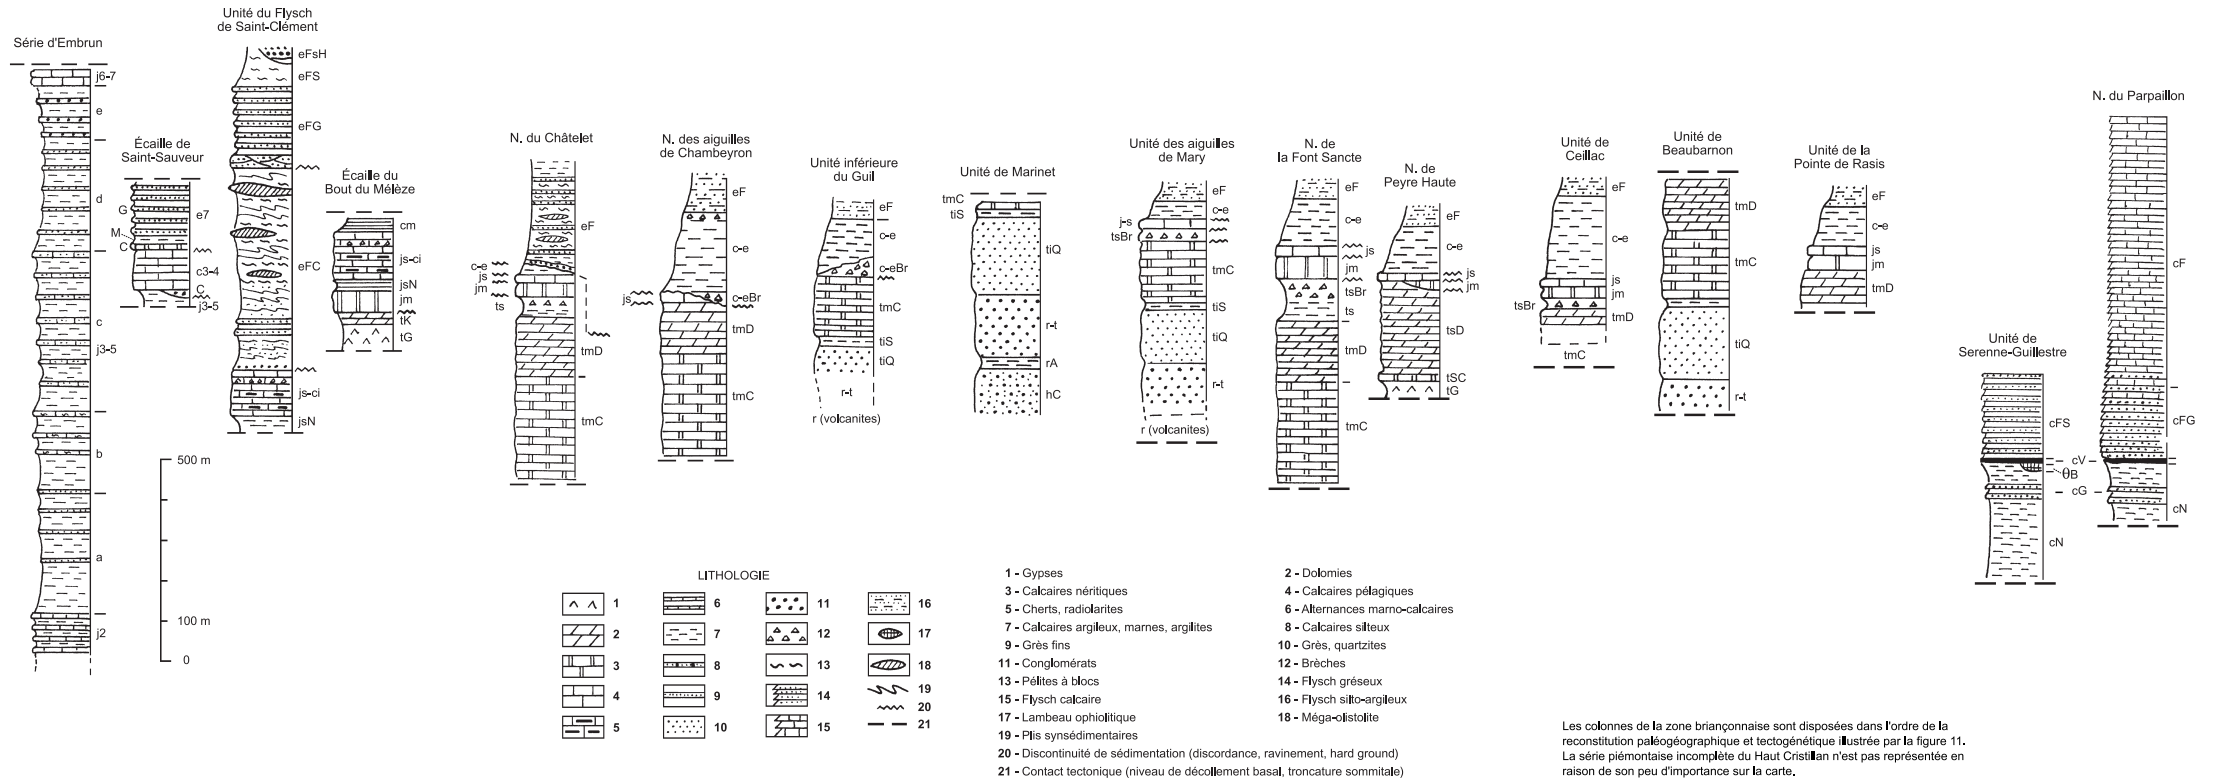 Série d'Embrun
j6-7
e
d
c
j3-5
b
a
j2
Écaille de
Saint-Sauveur
G
M
C
e7
c3-4
C
j3-5
Unité du Flysch
de Saint-Clément
eFsH
eFS
eFG
eFC
js-ci
jsN
Écaille du
Bout du Mélèze
cm
js-ci
jsN
jm
tK
tG
500 m
100 m
0
N. du Châtelet
eF
c-e
js
jm
ts
tmD
tmC
N. des aiguilles
de Chambeyron
eF
c-e
js
c-eBr
tmD
tmC
Unité inférieure
du Guil
eF
c-e
c-eBr
tmC
tiS
tiQ
r-t
r (volcanites)
Unité de Marinet
tmC
tiS
tiQ
r-t
rA
hC
Unité des aiguilles
de Mary
eF
c-e
j-s
tsBr
tmC
tiS
tiQ
r-t
r (volcanites)
N. de
la Font Sancte
eF
c-e
js
jm
tsBr
ts
tmD
tmC
N. de
Peyre Haute
eF
c-e
js
jm
tsD
tSC
tG
Unité de
Ceillac
eF
c-e
js
jm
tsBr
tmD
tmC
Unité de
Beaubarnon
tmD
tmC
tiS
tiQ
r-t
Unité de la
Pointe de Rasis
eF
c-e
js
jm
tmD
Unité de
Serenne-Guillestre
cFS
cV
θB
cG
cN
N. du Parpaillon
cF
cFG
cN
LITHOLOGIE
1
2
3
4
5
6
7
8
9
10
11
12
13
14
15
16
17
18
19
20
21
1 - Gypses
2 - Dolomies
3 - Calcaires néritiques
4 - Calcaires pélagiques
5 - Cherts, radiolarites
6 - Alternances marno-calcaires
7 - Calcaires argileux, marnes, argilites
8 - Calcaires silteux
9 - Grès fins
10 - Grès, quartzites
11 - Conglomérats
12 - Brèches
13 - Pélites à blocs
14 - Flysch gréseux
15 - Flysch calcaire
16 - Flysch silto-argileux
17 - Lambeau ophiolitique
18 - Méga-olistolite
19 - Plis synsédimentaires
20 - Discontinuité de sédimentation (discordance, ravinement, hard ground)
21 - Contact tectonique (niveau de décollement basal, troncature sommitale)
Les colonnes de la zone briançonnaise sont disposées dans l'ordre de la
reconstitution paléogéographique et tectogénétique illustrée par la figure 11.
La série piémontaise incomplète du Haut Cristillan n'est pas représentée en
raison de son peu d'importance sur la carte.